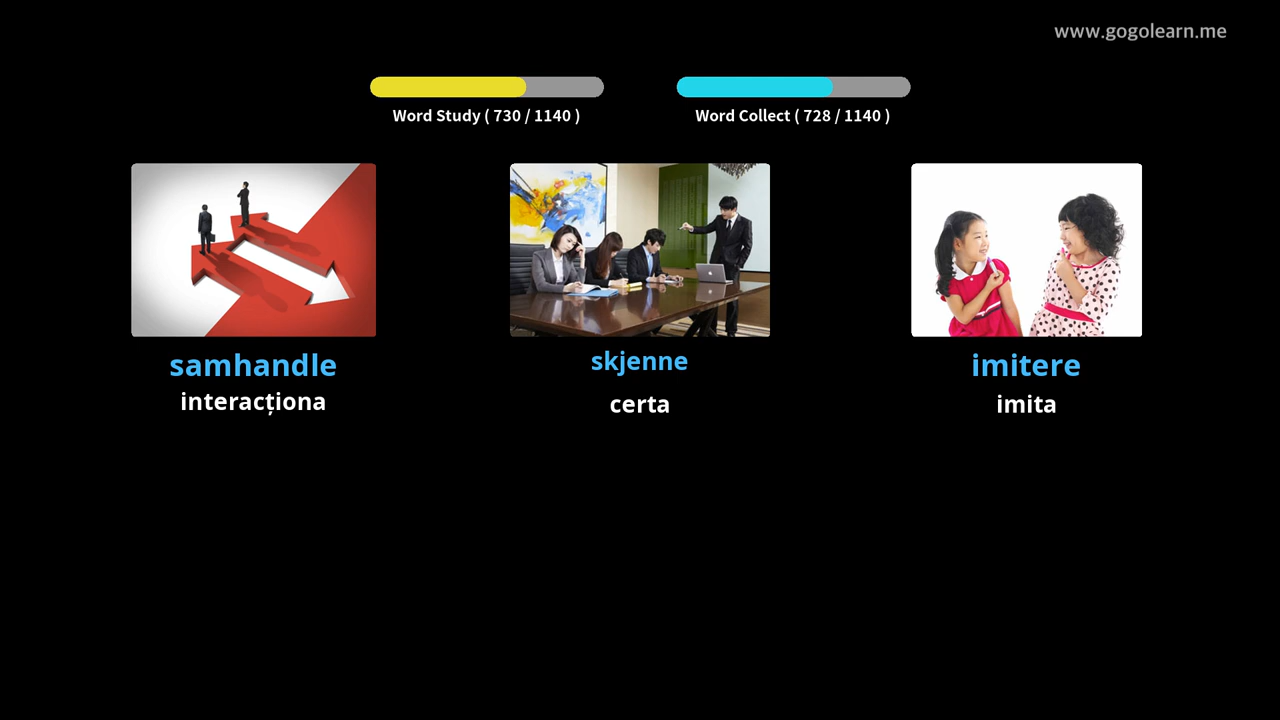 www.gogolearn.me
Word Study ( 730 / 1140 )
Word Collect ( 728 / 1140 )
samhandle
interacționa
skjenne
certa
imitere
imita